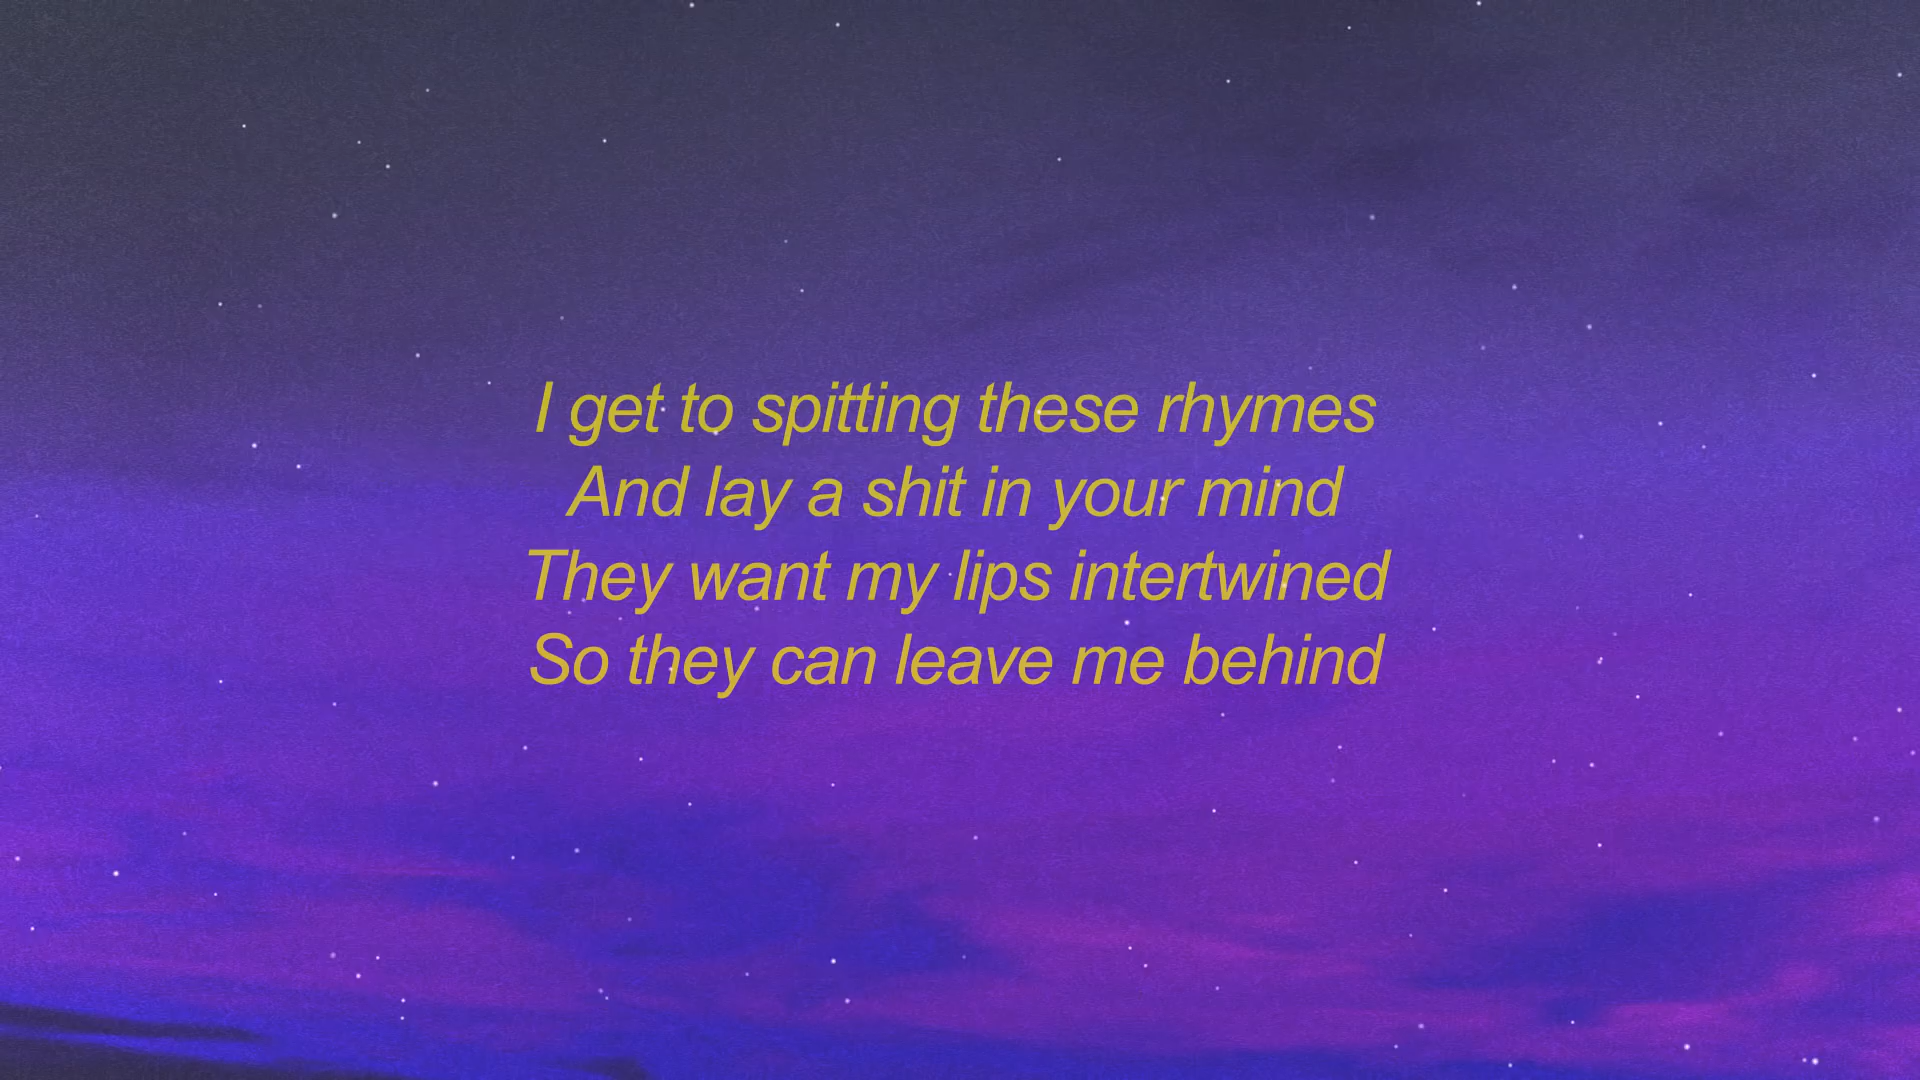 I get to spitting these rhymes
And lay a shit in your mind
They want my lips intertwined
So they can leave me behind